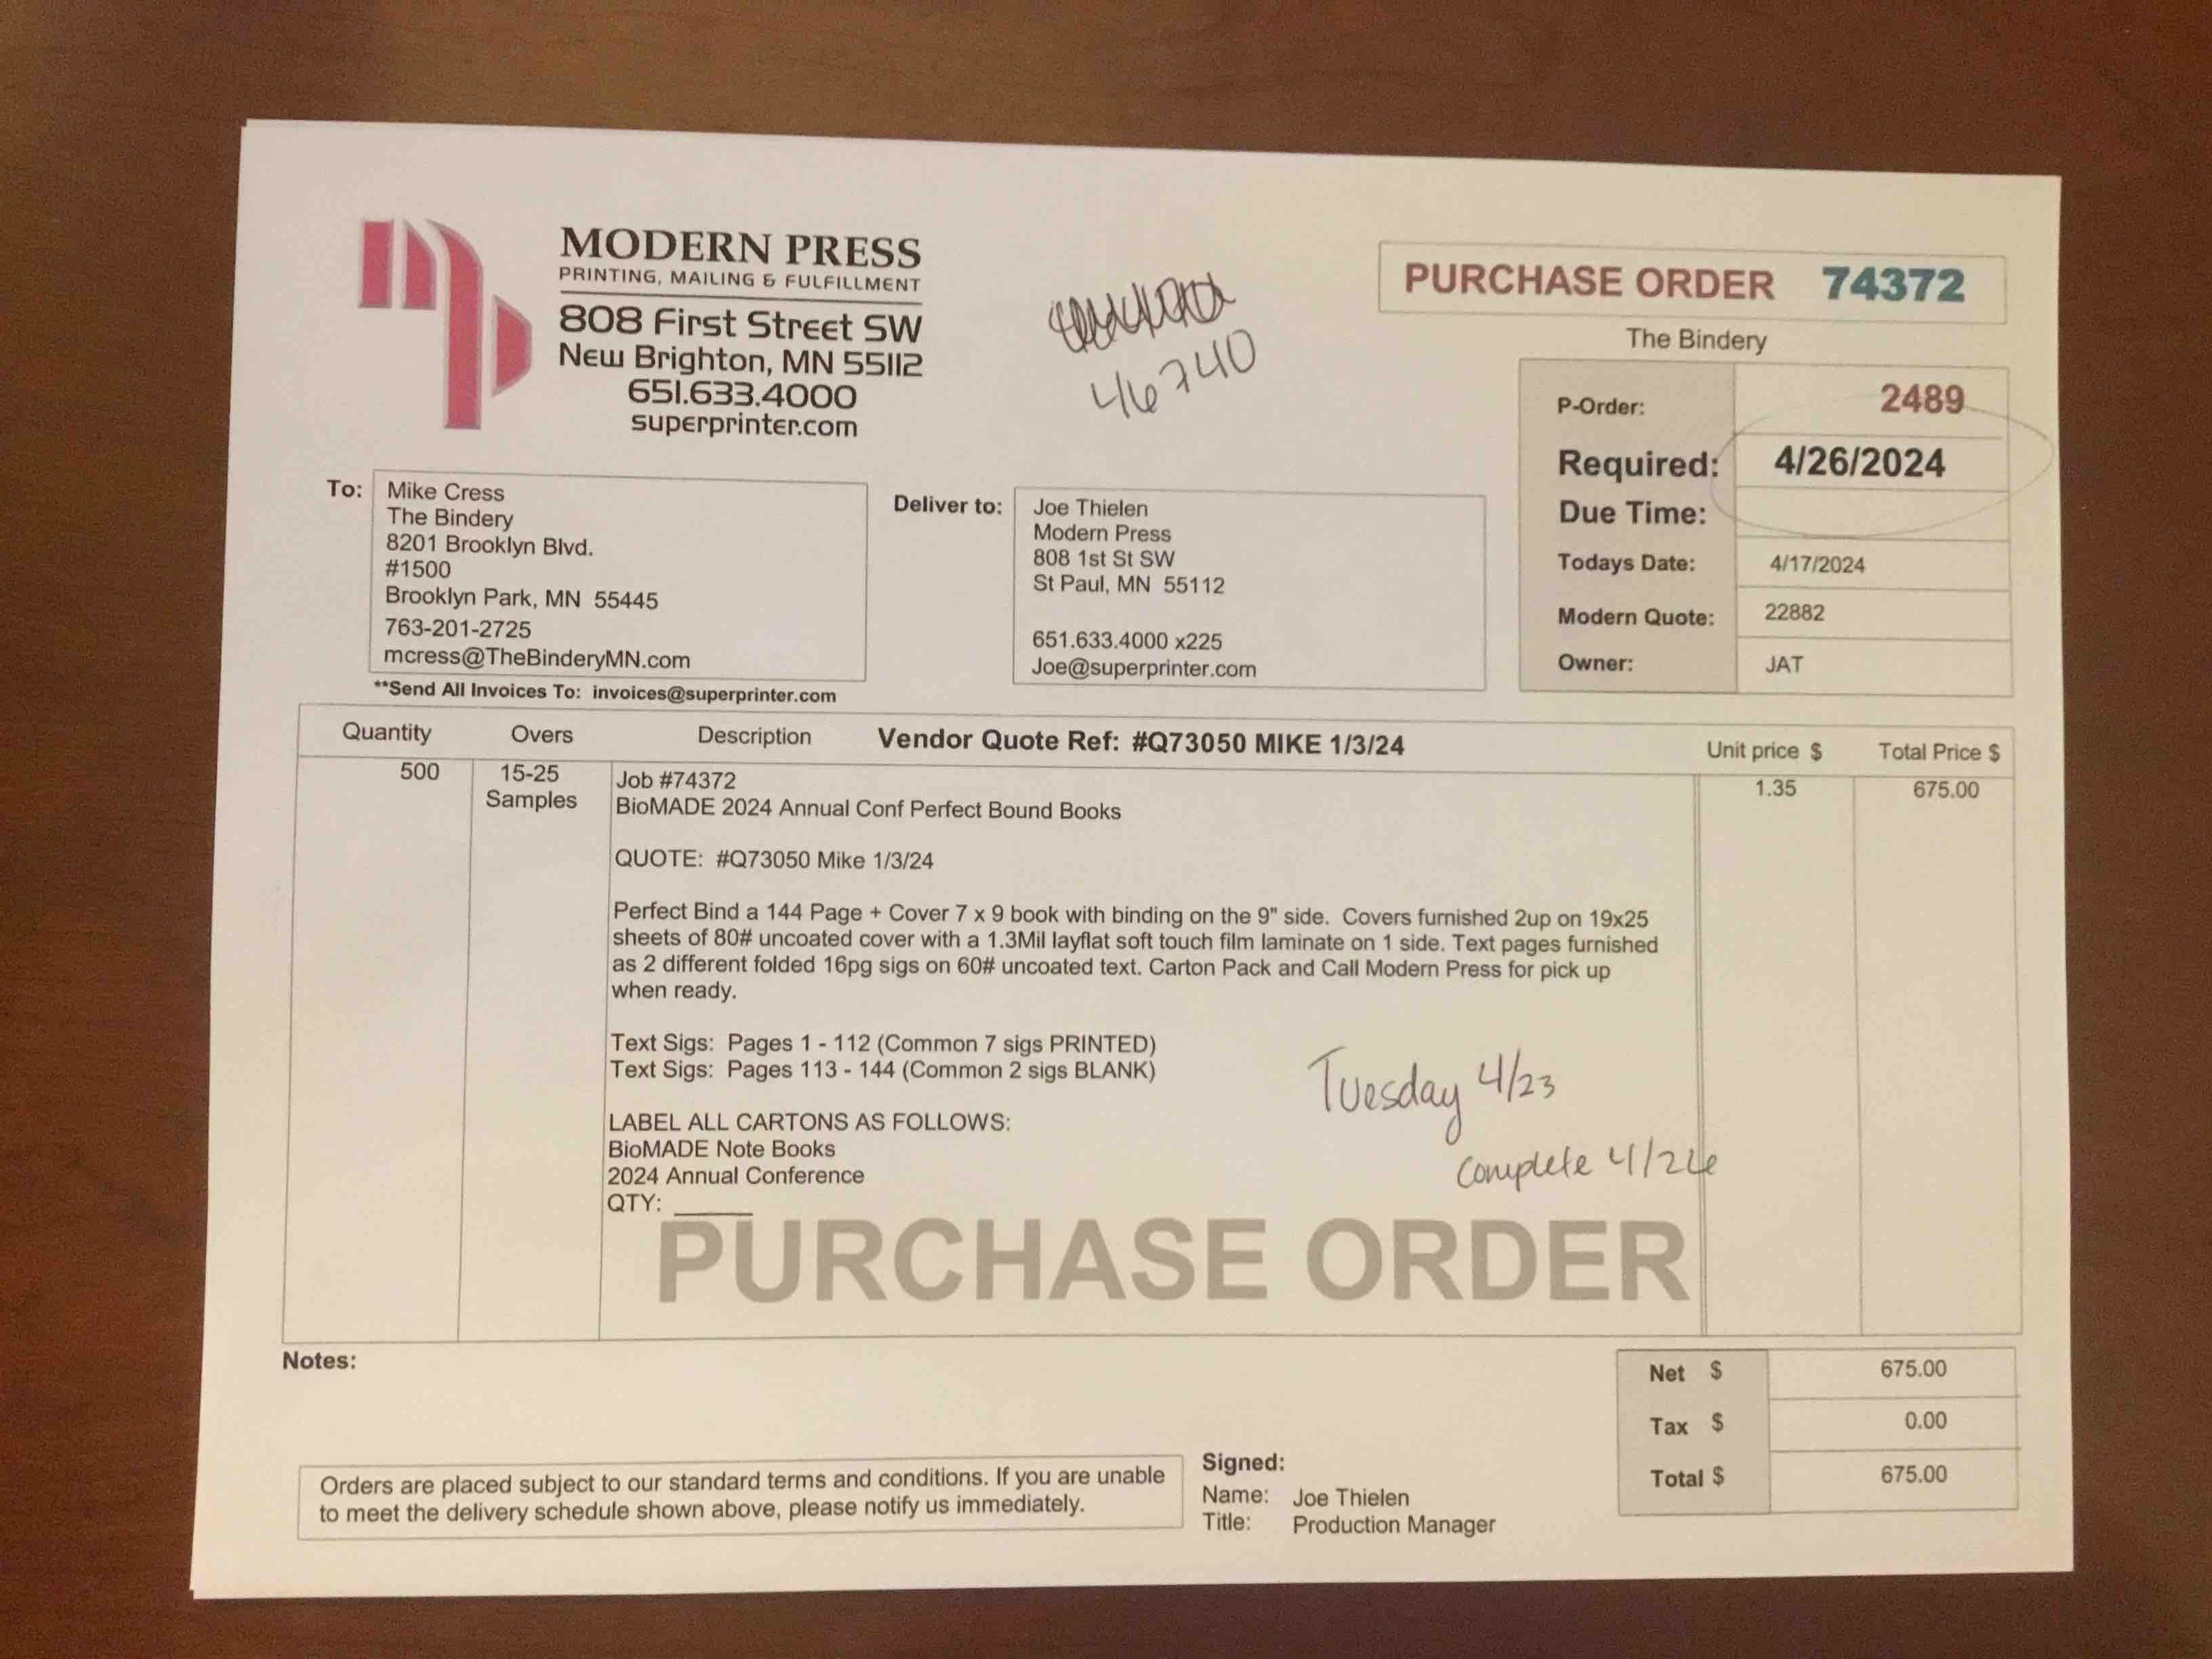 MODERN PRESS
PRINTING, MAILING & FULFILLMENT
808 First Street SW
New Brighton, MN 55112
651.633.4000
superprinter.com
46740
PURCHASE ORDER 74372
The Bindery
P-Order: 2489
Required: 4/26/2024
Due Time:
Todays Date: 4/17/2024
Modern Quote: 22882
Owner: JAT
To:
Mike Cress
The Bindery
8201 Brooklyn Blvd.
#1500
Brooklyn Park, MN 55445
763-201-2725
mcress@TheBinderyMN.com
**Send All Invoices To: invoices@superprinter.com
Deliver to:
Joe Thielen
Modern Press
808 1st St SW
St Paul, MN 55112
651.633.4000 x225
Joe@superprinter.com
Quantity Overs Description Vendor Quote Ref: #Q73050 MIKE 1/3/24 Unit price $ Total Price $
500 15-25 Job #74372 1.35 675.00
Samples BioMADE 2024 Annual Conf Perfect Bound Books
QUOTE: #Q73050 Mike 1/3/24
Perfect Bind a 144 Page + Cover 7 x 9 book with binding on the 9" side. Covers furnished 2up on 19x25
sheets of 80# uncoated cover with a 1.3Mil layflat soft touch film laminate on 1 side. Text pages furnished
as 2 different folded 16pg sigs on 60# uncoated text. Carton Pack and Call Modern Press for pick up
when ready.
Text Sigs: Pages 1 - 112 (Common 7 sigs PRINTED)
Text Sigs: Pages 113 - 144 (Common 2 sigs BLANK)
Tuesday 4/23
LABEL ALL CARTONS AS FOLLOWS:
BioMADE Note Books
2024 Annual Conference
Complete 4/26
QTY:
PURCHASE ORDER
Notes:
Net $ 675.00
Tax $ 0.00
Total $ 675.00
Orders are placed subject to our standard terms and conditions. If you are unable
to meet the delivery schedule shown above, please notify us immediately.
Signed:
Name: Joe Thielen
Title: Production Manager